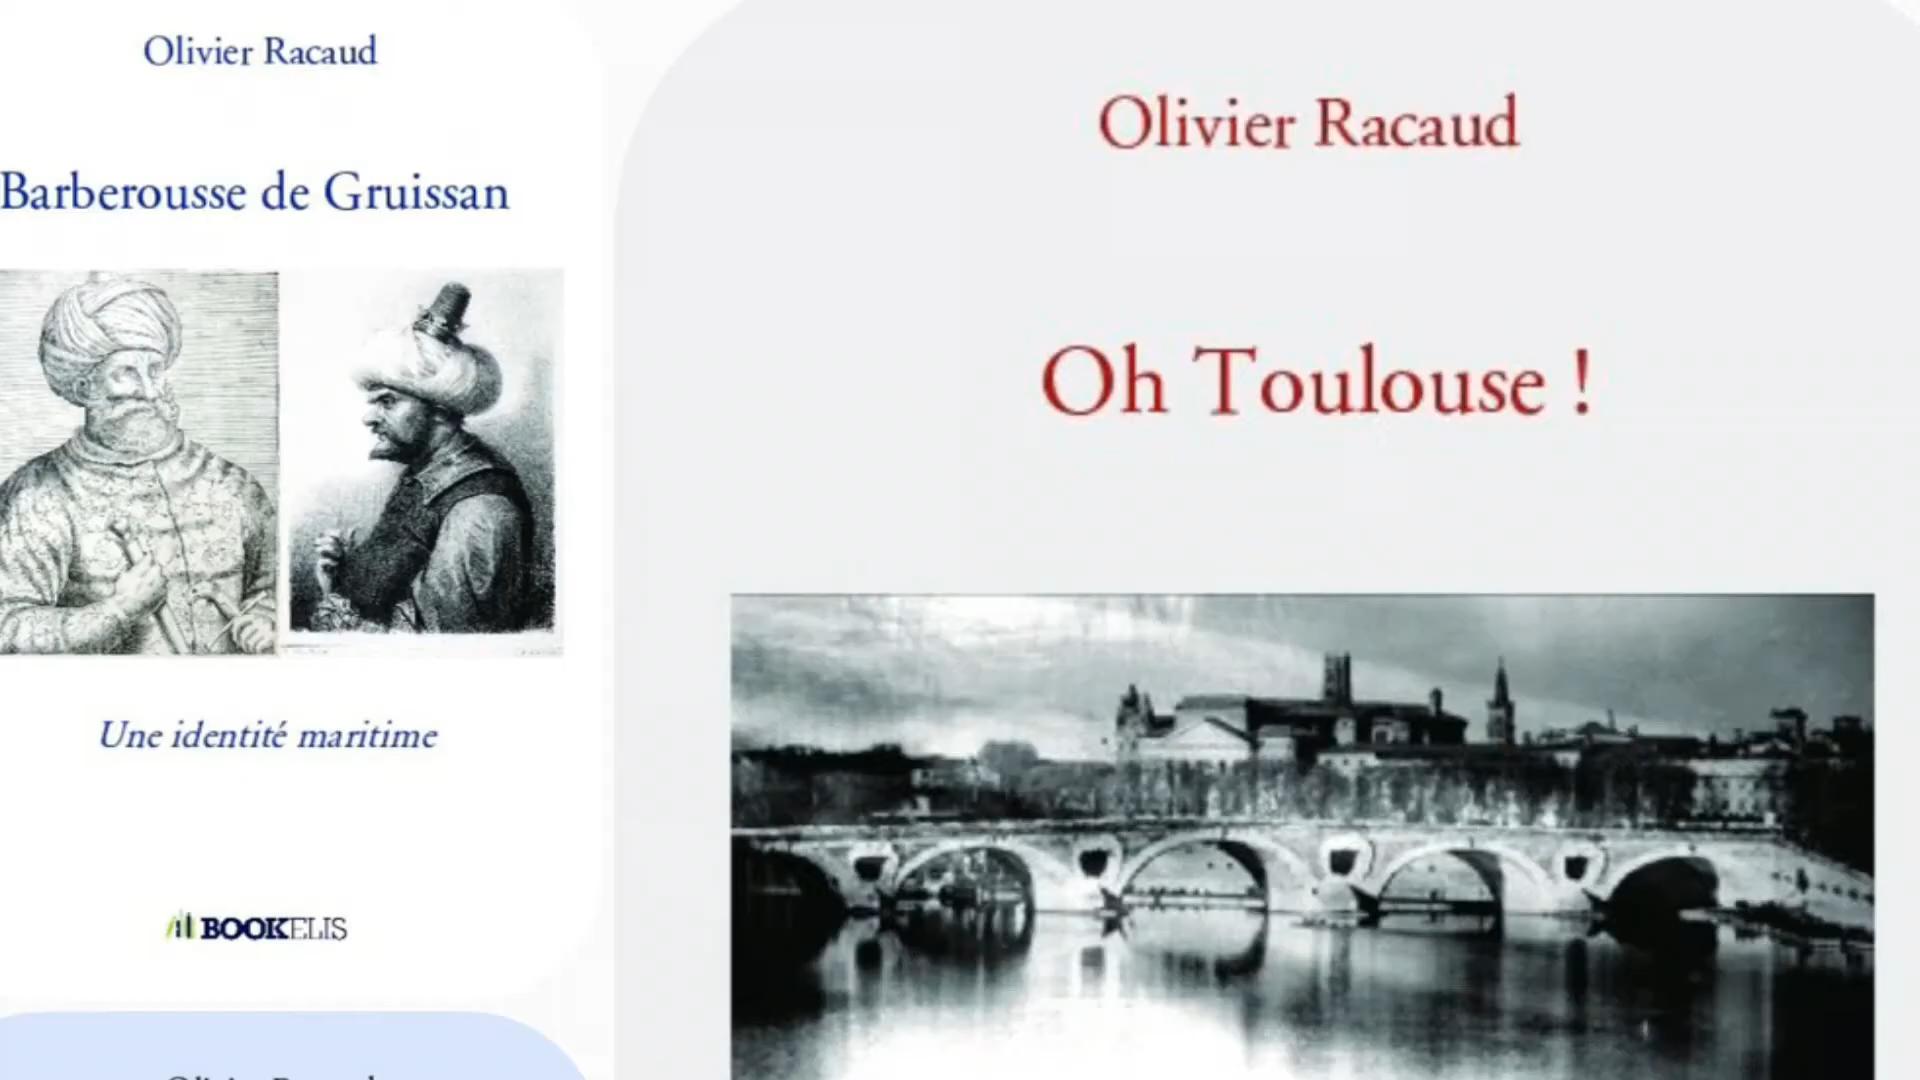 Olivier Racaud
Barberousse de Gruissan
Une identité maritime
BOOKELIS
Olivier Racaud
Oh Toulouse !